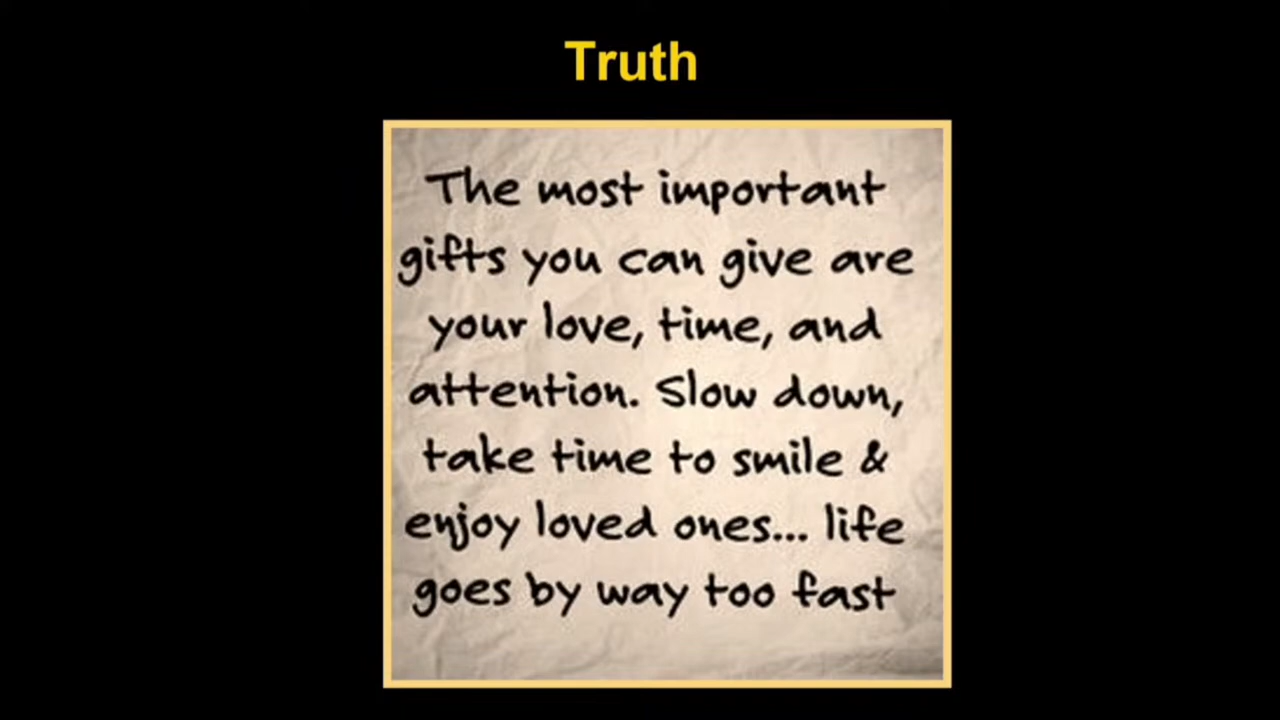 Truth
The most important
gifts you can give are
your love, time, and
attention. Slow down,
take time to smile &
enjoy loved ones... life
goes by way too fast